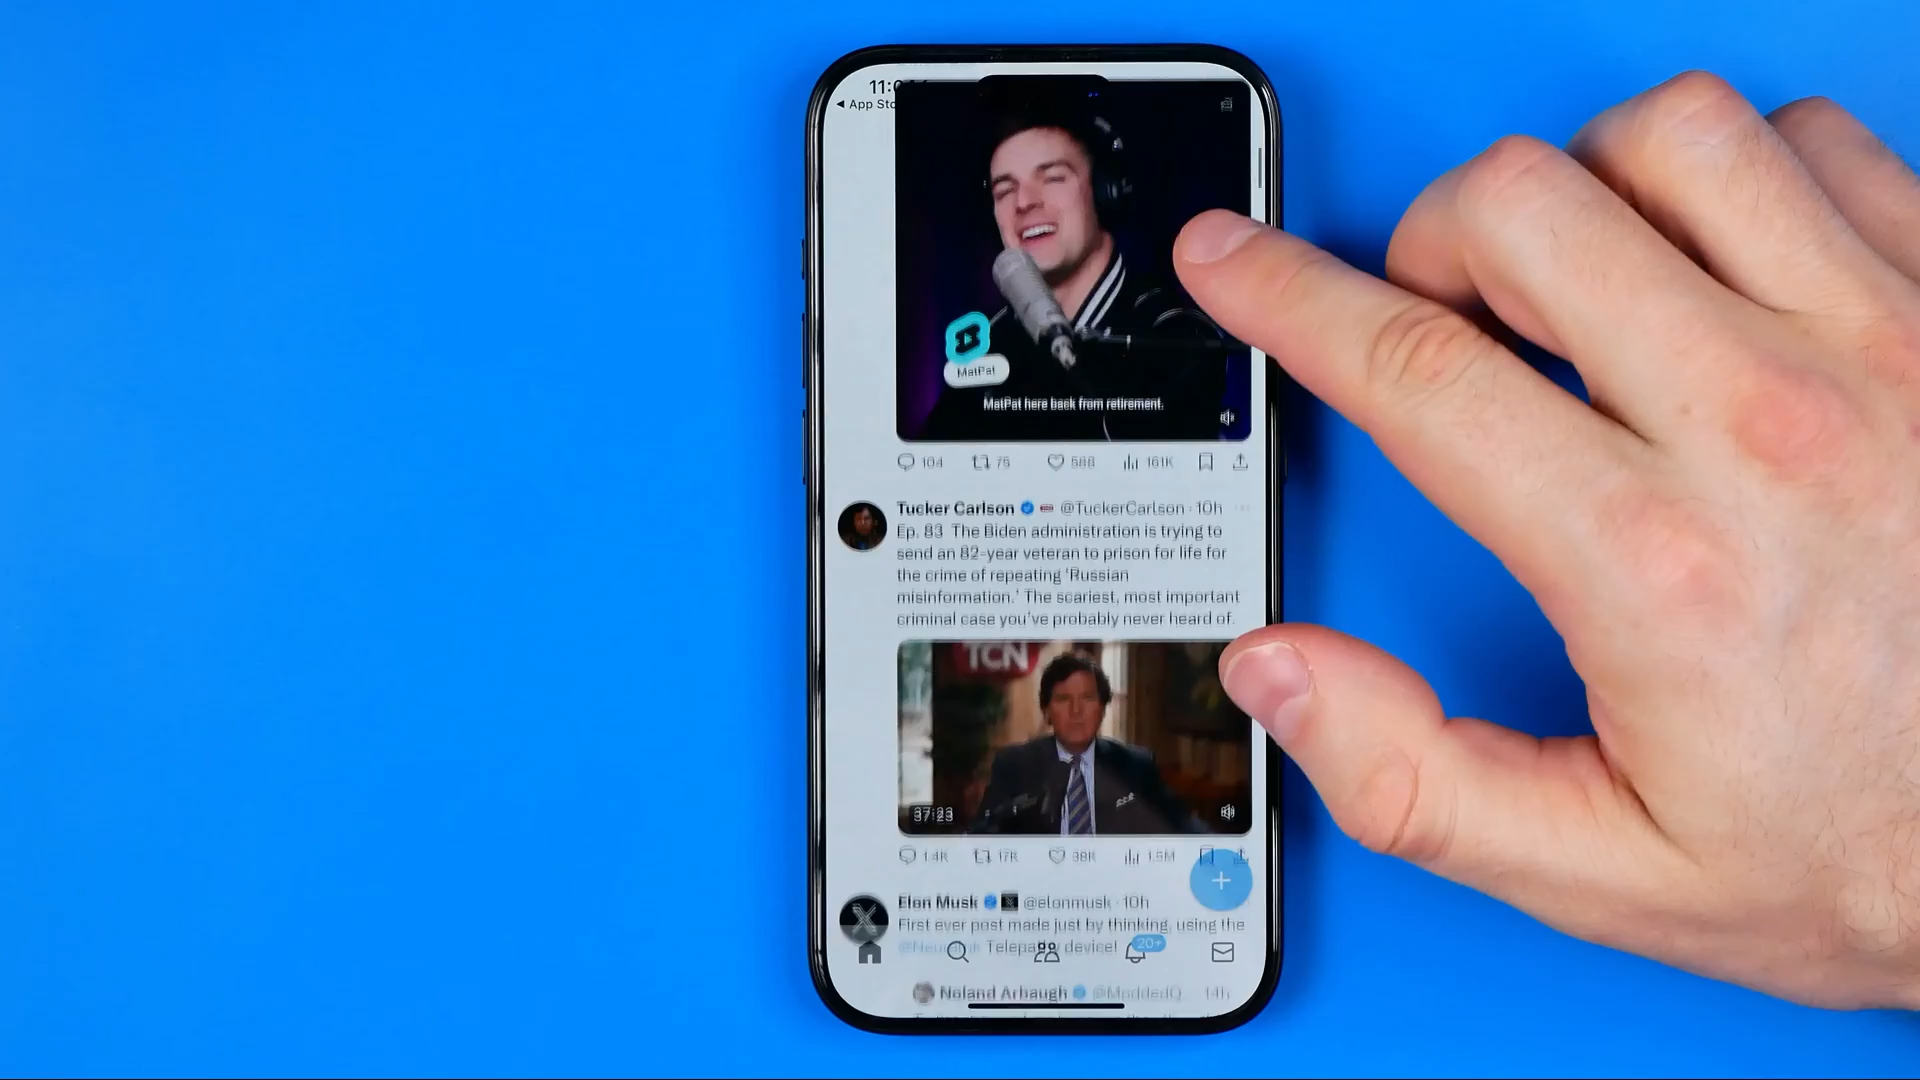 App Sto
MatPat
MatPat here back from retirement.
104 75 588 161K
Tucker Carlson @TuckerCarlson · 10h
Ep. 83 The Biden administration is trying to
send an 82-year veteran to prison for life for
the crime of repeating 'Russian
misinformation.' The scariest, most important
criminal case you've probably never heard of.
TCN
37:23
1.4K 17K 38K 1.5M
Elon Musk @elonmusk · 10h
First ever post made just by thinking, using the
Telepathy device!
20+
Noland Arbaugh @ModdedQ 14h